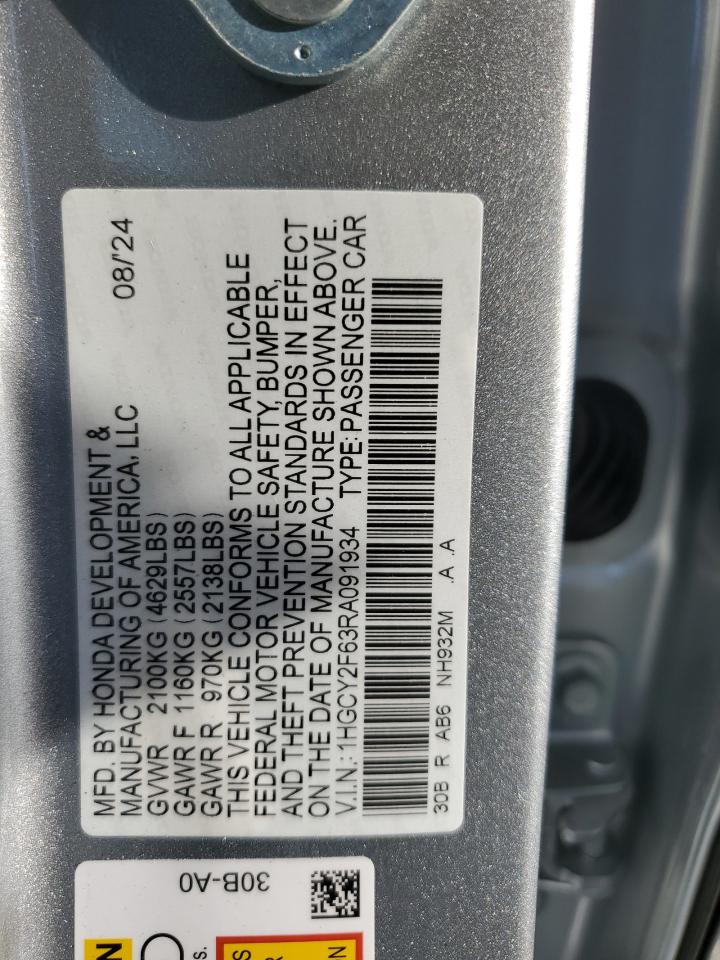 MFD. BY HONDA DEVELOPMENT &
MANUFACTURING OF AMERICA, LLC 08/'24
GVWR 2100KG (4629LBS)
GAWR F 1160KG (2557LBS)
GAWR R 970KG (2138LBS)
THIS VEHICLE CONFORMS TO ALL APPLICABLE
FEDERAL MOTOR VEHICLE SAFETY, BUMPER,
AND THEFT PREVENTION STANDARDS IN EFFECT
ON THE DATE OF MANUFACTURE SHOWN ABOVE.
V.I.N.: 1HGCY2F63RA091934 TYPE: PASSENGER CAR
30B R AB6 NH932M .A .A
30B-A0